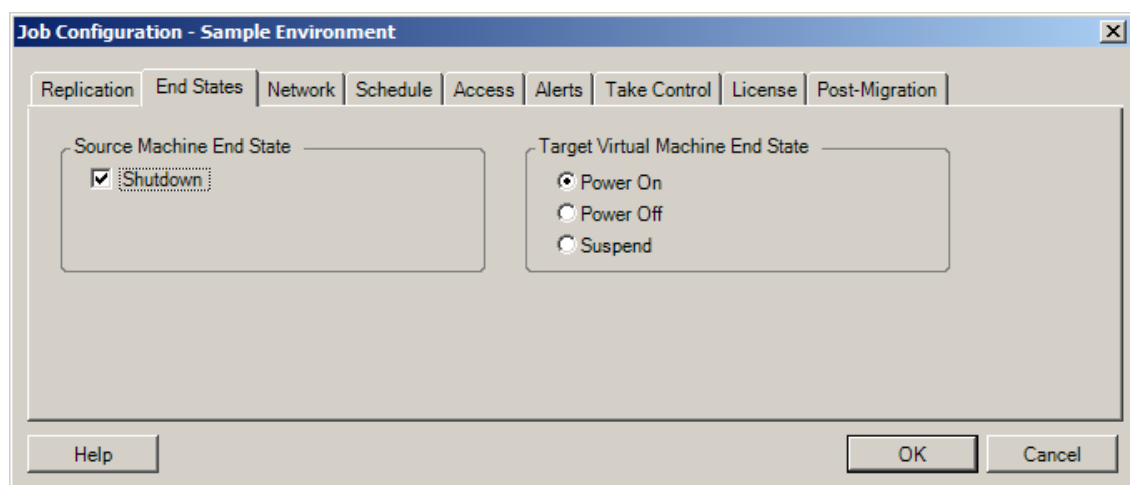 Job Configuration - Sample Environment
Replication End States Network Schedule Access Alerts Take Control License Post-Migration
Source Machine End State
Shutdown
Target Virtual Machine End State
Power On
Power Off
Suspend
Help OK Cancel